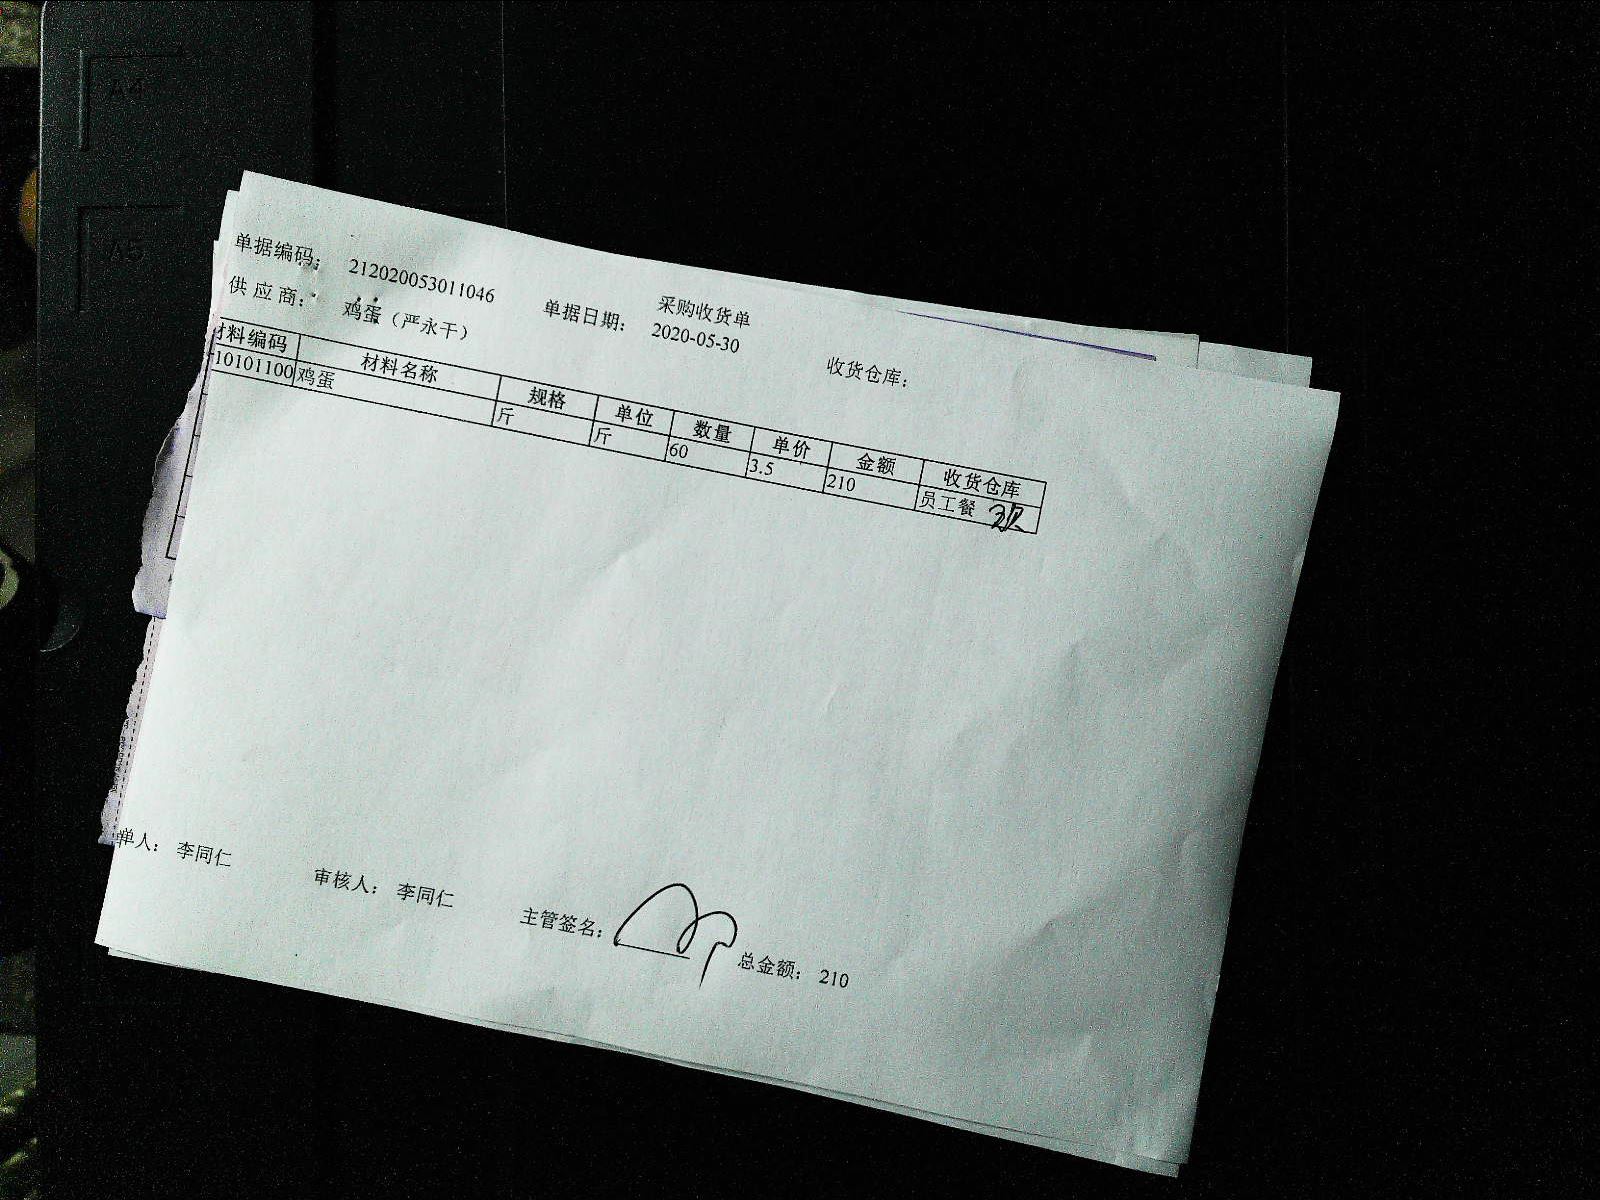 A4
A5
采购收货单
单据编码： 212020053011046 单据日期： 2020-05-30 收货仓库：
供应商： 鸡蛋（严永干）
材料编码 材料名称 规格 单位 数量 单价 金额 收货仓库
10101100 鸡蛋 斤 斤 60 3.5 210 员工餐
单人： 李同仁 审核人： 李同仁 主管签名： 总金额： 210